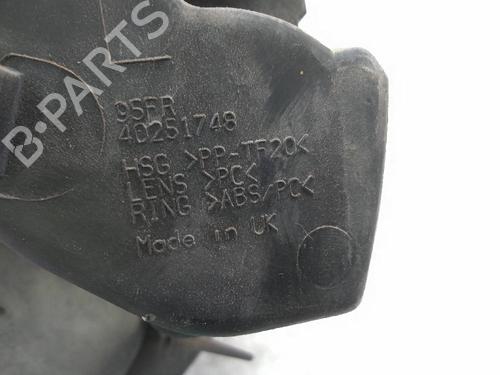 B-PARTS
95FR
40251748
HSG >PP-TF20<
LENS >PC<
RING >ABS/PC<
Made in UK